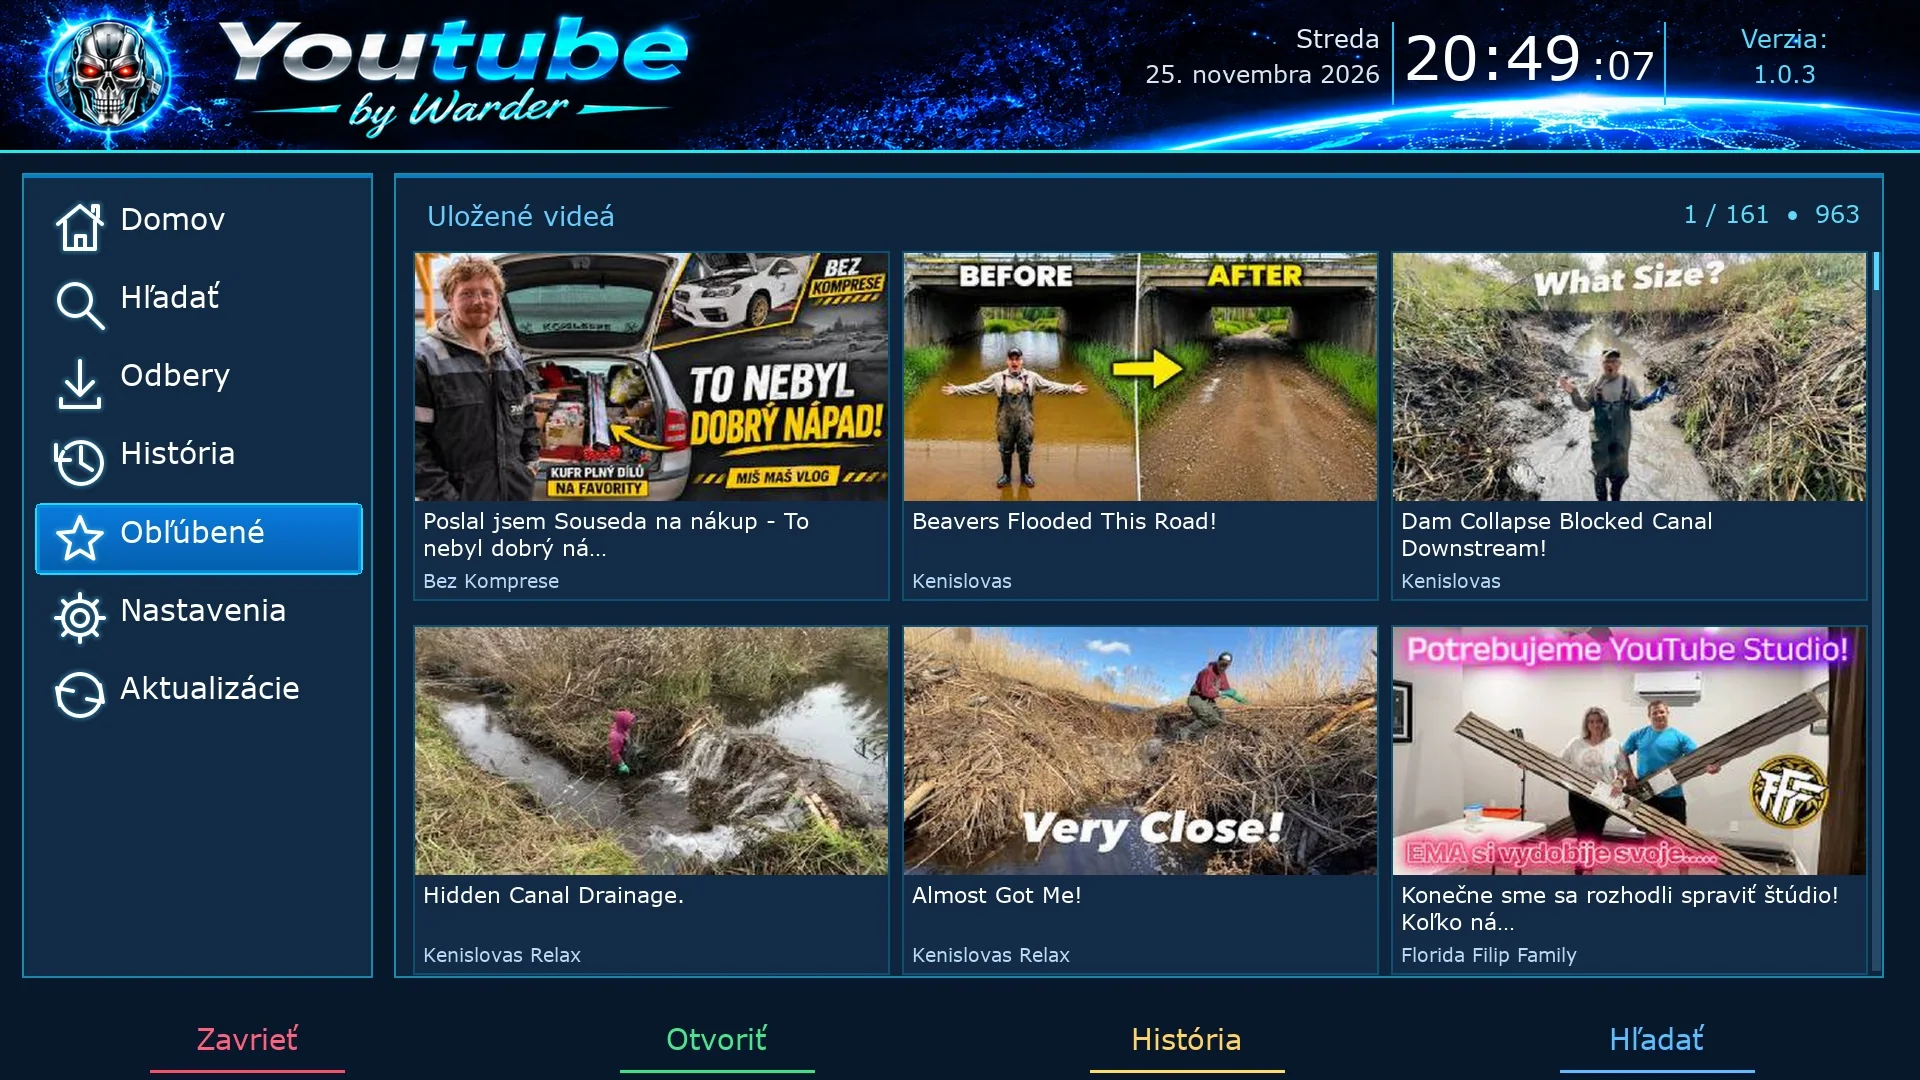 Youtube
by Warder
Streda
25. novembra 2026
20:49 :07
Verzia:
1.0.3
Domov
Hľadať
Odbery
História
Obľúbené
Nastavenia
Aktualizácie
Uložené videá
1 / 161 • 963
BEZ
KOMPRESE
TO NEBYL
DOBRÝ NÁPAD!
KUFR PLNÝ DÍLŮ
NA FAVORITY
MIŠ MAŠ VLOG
Poslal jsem Souseda na nákup - To
nebyl dobrý ná...
Bez Komprese
BEFORE
AFTER
Beavers Flooded This Road!
Kenislovas
What Size?
Dam Collapse Blocked Canal
Downstream!
Kenislovas
Hidden Canal Drainage.
Kenislovas Relax
Very Close!
Almost Got Me!
Kenislovas Relax
Potrebujeme YouTube Studio!
FFF
EMA si vydobije svoje.....
Konečne sme sa rozhodli spraviť štúdio!
Koľko ná...
Florida Filip Family
Zavrieť
Otvoriť
História
Hľadať